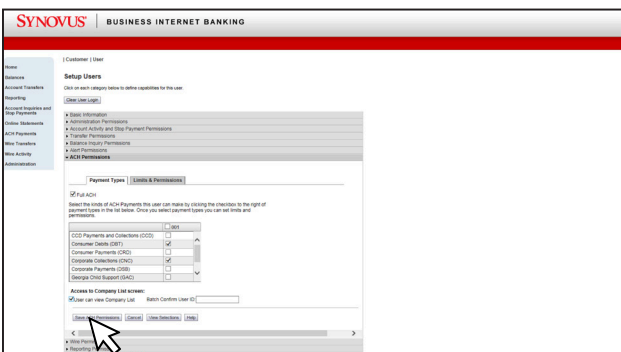 SYNOVUS® | BUSINESS INTERNET BANKING
| Customer | User
Home
Balances
Account Transfers
Reporting
Account Inquiries and
Stop Payments
Online Statements
ACH Payments
Wire Transfers
Wire Activity
Administration
Setup Users
Click on each category below to define capabilities for this user.
Clear User Login
Basic Information
Administration Permissions
Account Activity and Stop Payment Permissions
Transfer Permissions
Balance Inquiry Permissions
Alert Permissions
ACH Permissions
Payment Types
Limits & Permissions
Full ACH
Select the kinds of ACH Payments this user can make by clicking the checkbox to the right of
payment types in the list below. Once you select payment types you can set limits and
permissions.
001
CCD Payments and Collections (CCD)
Consumer Debits (DBT)
Consumer Payments (CRD)
Corporate Collections (CNC)
Corporate Payments (DSB)
Georgia Child Support (GAC)
Access to Company List screen:
User can view Company List Batch Confirm User ID
Save ACH Permissions Cancel View Selections Help
Wire
Reporting